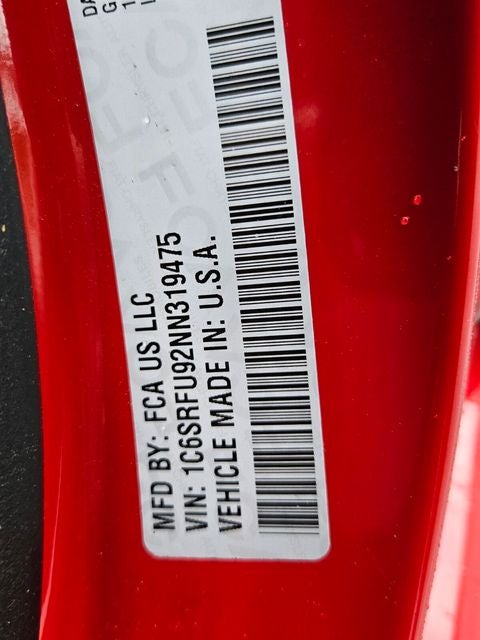 MFD BY: FCA US LLC
VIN: 1C6SRFU92NN319475
VEHICLE MADE IN: U.S.A.